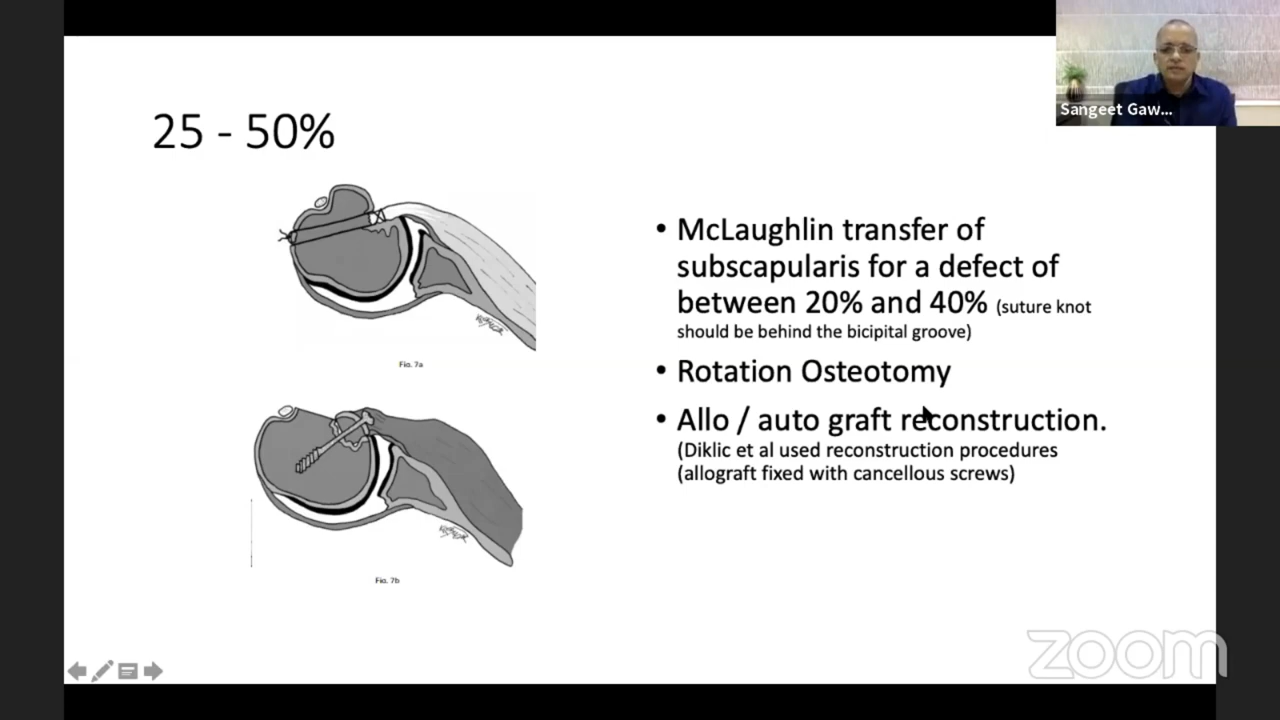 Sangeet Gaw...
25 - 50%
Fig. 7a
Fig. 7b
• McLaughlin transfer of
subscapularis for a defect of
between 20% and 40% (suture knot
should be behind the bicipital groove)
• Rotation Osteotomy
• Allo / auto graft reconstruction.
(Diklic et al used reconstruction procedures
(allograft fixed with cancellous screws)
zoom